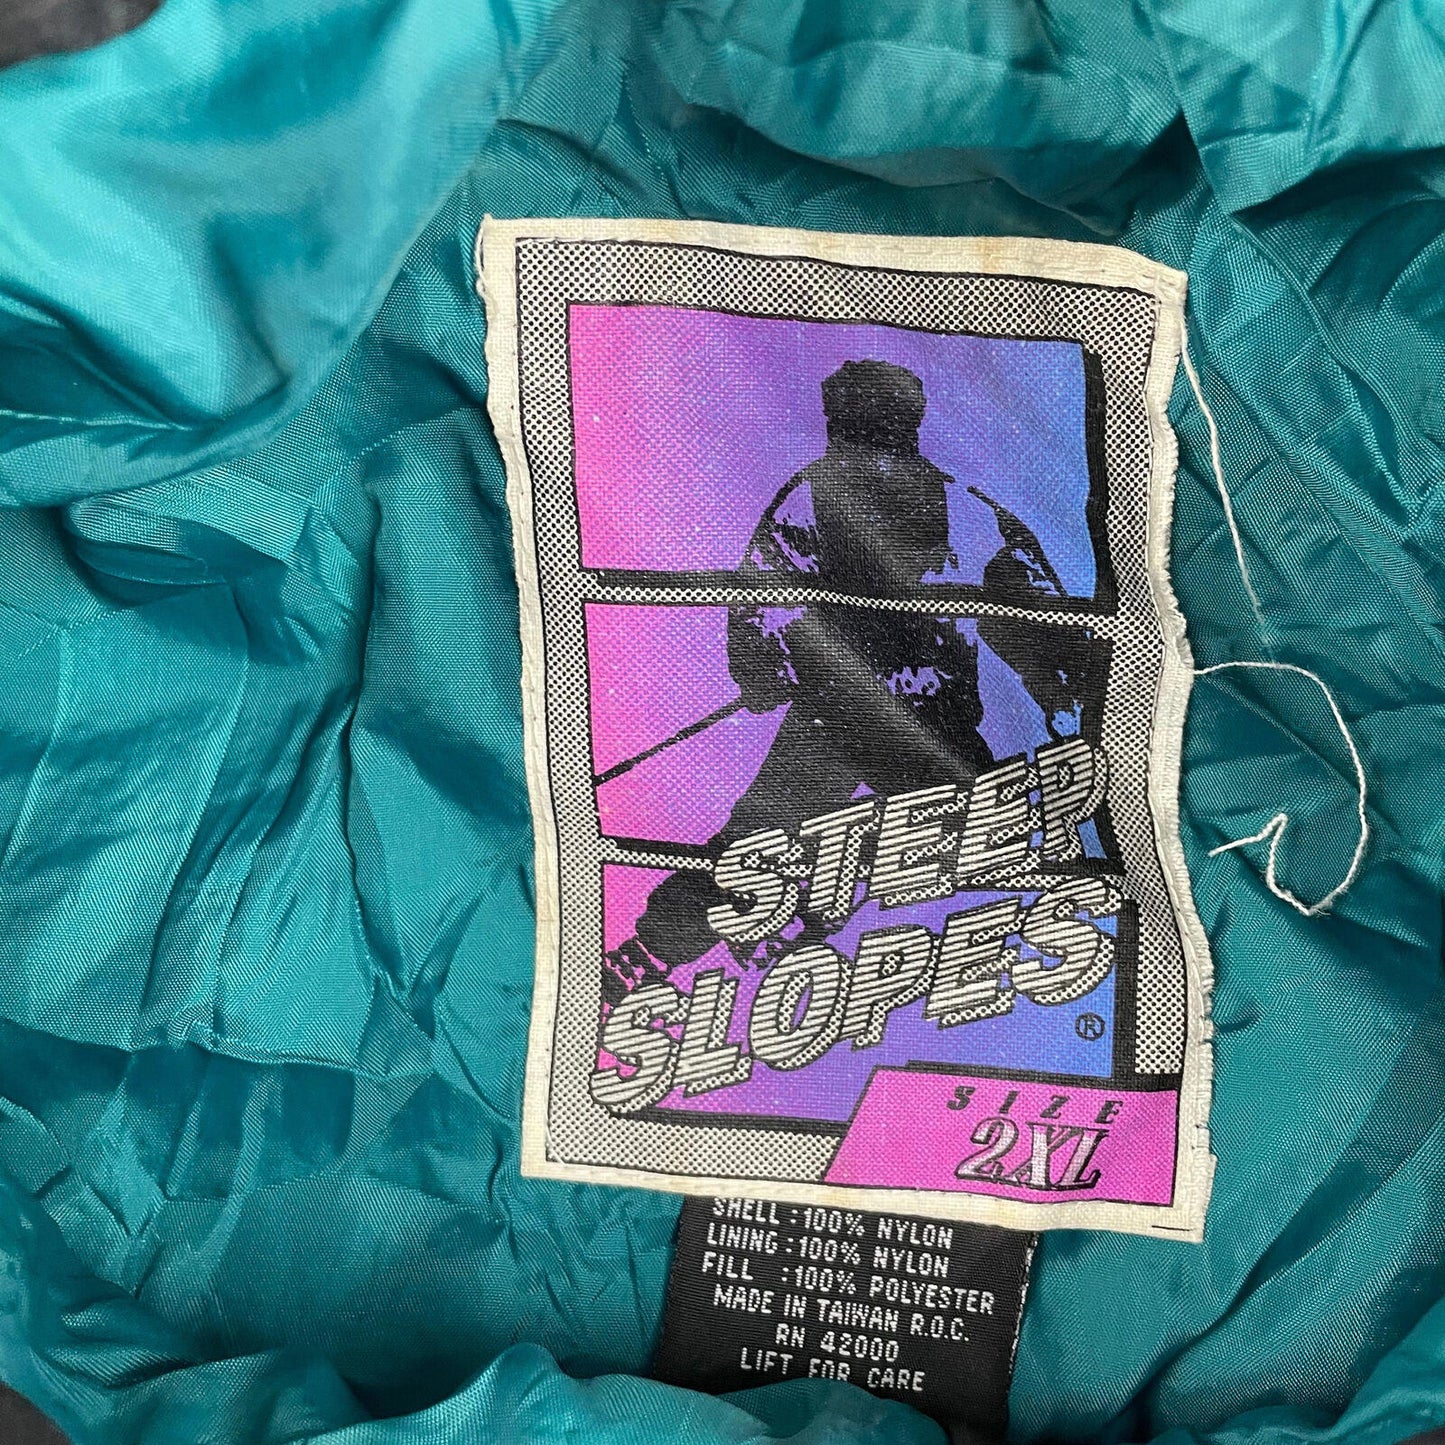 STEEP
SLOPES
®
SIZE
2XL
SHELL :100% NYLON
LINING :100% NYLON
FILL :100% POLYESTER
MADE IN TAIWAN R.O.C.
RN 42000
LIFT FOR CARE